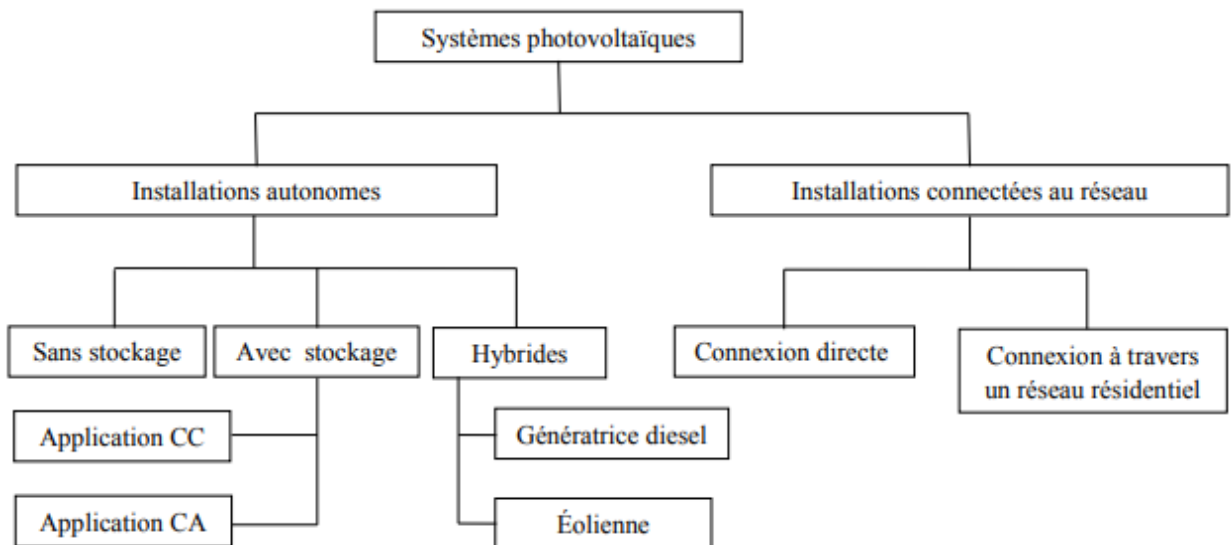 Systèmes photovoltaïques
Installations autonomes
Installations connectées au réseau
Sans stockage
Avec stockage
Hybrides
Connexion directe
Connexion à travers
un réseau résidentiel
Application CC
Génératrice diesel
Application CA
Éolienne